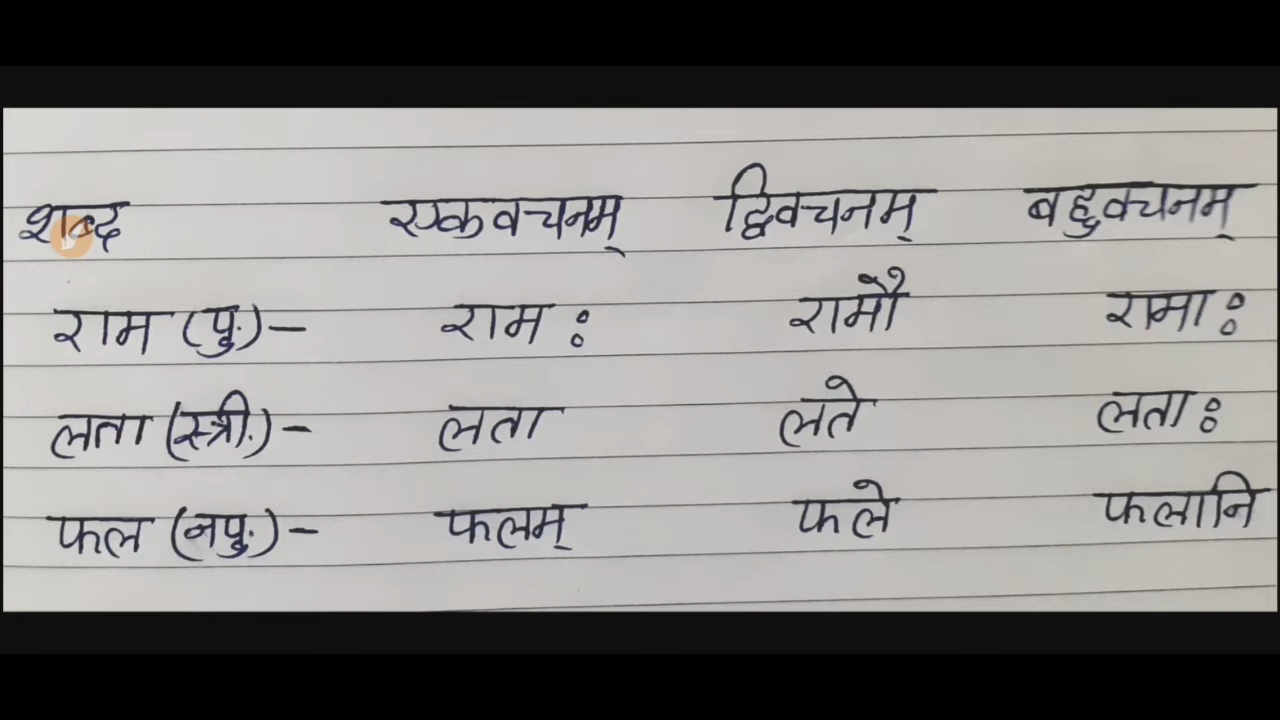 शब्द एकवचनम् द्विवचनम् बहुवचनम्
राम (पु.)- रामः रामौ रामाः
लता (स्त्री.)- लता लते लताः
फल (नपु.)- फलम् फले फलानि